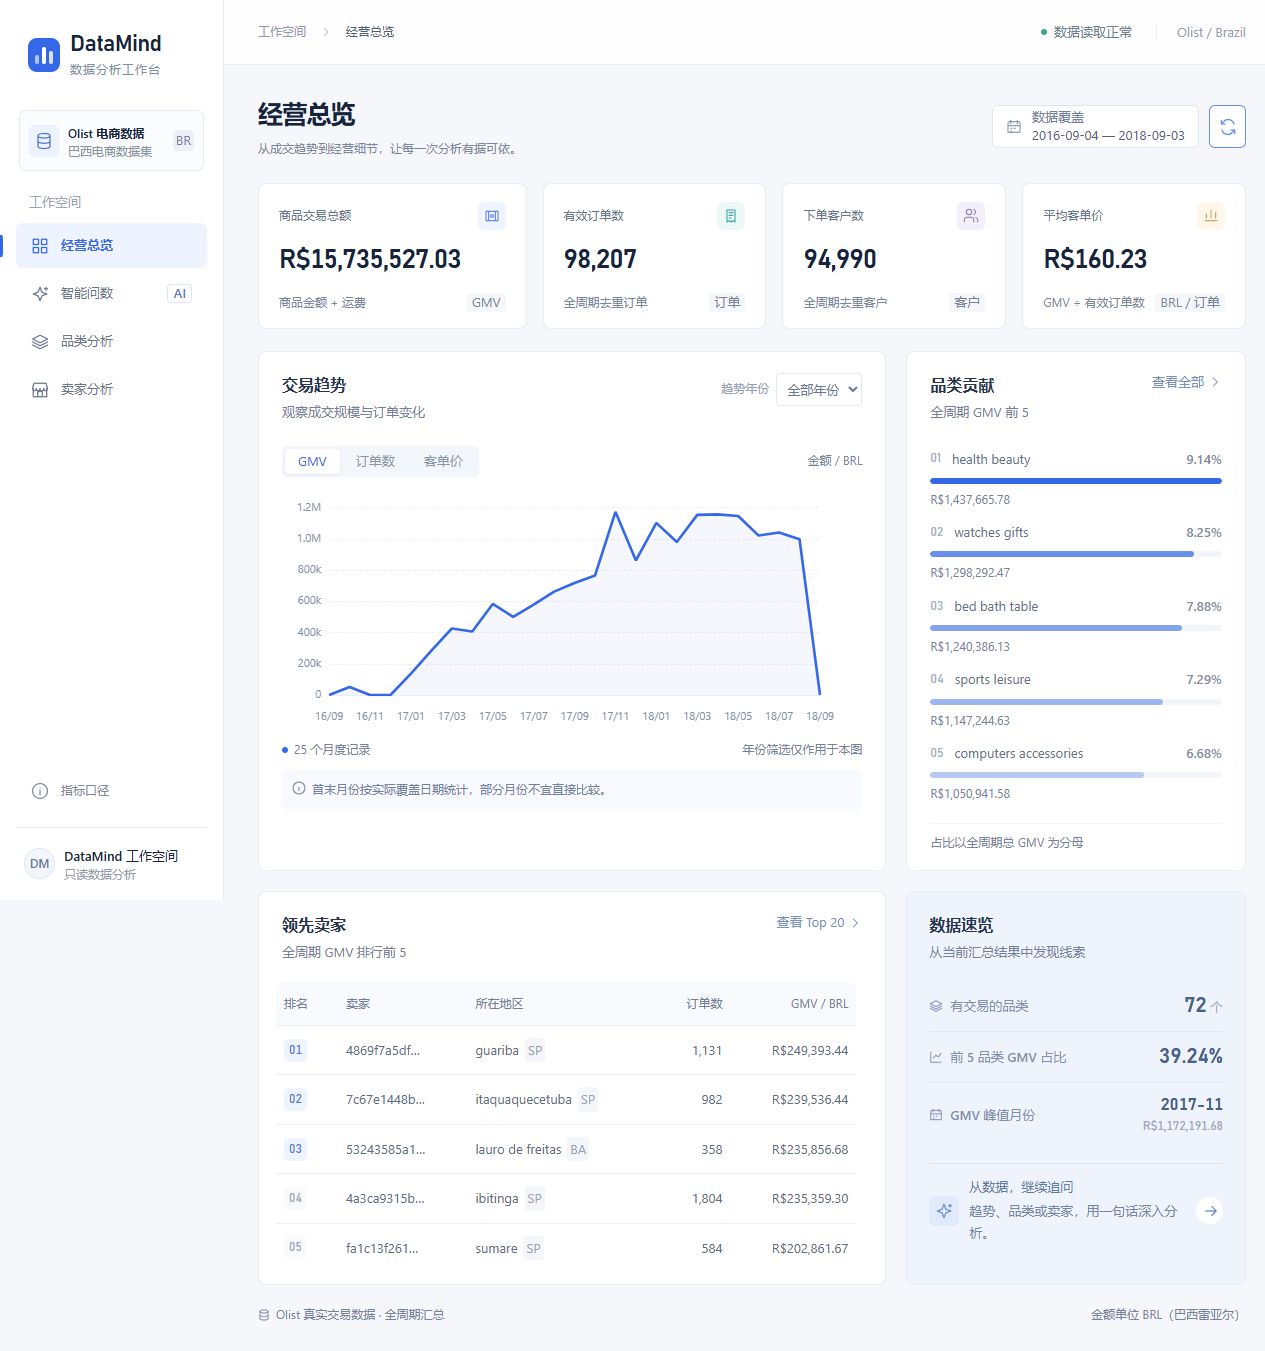 DataMind
数据分析工作台
Olist 电商数据
巴西电商数据集
BR
工作空间
经营总览
智能问数 AI
品类分析
卖家分析
指标口径
DM
DataMind 工作空间
只读数据分析
工作空间 > 经营总览
数据读取正常
Olist / Brazil
经营总览
从成交趋势到经营细节，让每一次分析有据可依。
数据覆盖
2016-09-04 — 2018-09-03
商品交易总额
R$15,735,527.03
商品金额 + 运费 GMV
有效订单数
98,207
全周期去重订单 订单
下单客户数
94,990
全周期去重客户 客户
平均客单价
R$160.23
GMV ÷ 有效订单数 BRL / 订单
交易趋势
观察成交规模与订单变化
趋势年份 全部年份
GMV 订单数 客单价
金额 / BRL
1.2M
1.0M
800k
600k
400k
200k
0
16/09 16/11 17/01 17/03 17/05 17/07 17/09 17/11 18/01 18/03 18/05 18/07 18/09
25 个月度记录
年份筛选仅作用于本图
首末月份按实际覆盖日期统计，部分月份不宜直接比较。
品类贡献
查看全部
全周期 GMV 前 5
01 health beauty 9.14%
R$1,437,665.78
02 watches gifts 8.25%
R$1,298,292.47
03 bed bath table 7.88%
R$1,240,386.13
04 sports leisure 7.29%
R$1,147,244.63
05 computers accessories 6.68%
R$1,050,941.58
占比以全周期总 GMV 为分母
领先卖家
查看 Top 20
全周期 GMV 排行前 5
排名 卖家 所在地区 订单数 GMV / BRL
01 4869f7a5df... guariba SP 1,131 R$249,393.44
02 7c67e1448b... itaquaquecetuba SP 982 R$239,536.44
03 53243585a1... lauro de freitas BA 358 R$235,856.68
04 4a3ca9315b... ibitinga SP 1,804 R$235,359.30
05 fa1c13f261... sumare SP 584 R$202,861.67
数据速览
从当前汇总结果中发现线索
有交易的品类 72 个
前 5 品类 GMV 占比 39.24%
GMV 峰值月份 2017-11
R$1,172,191.68
从数据，继续追问
趋势、品类或卖家，用一句话深入分
析。
Olist 真实交易数据 · 全周期汇总
金额单位 BRL（巴西雷亚尔）